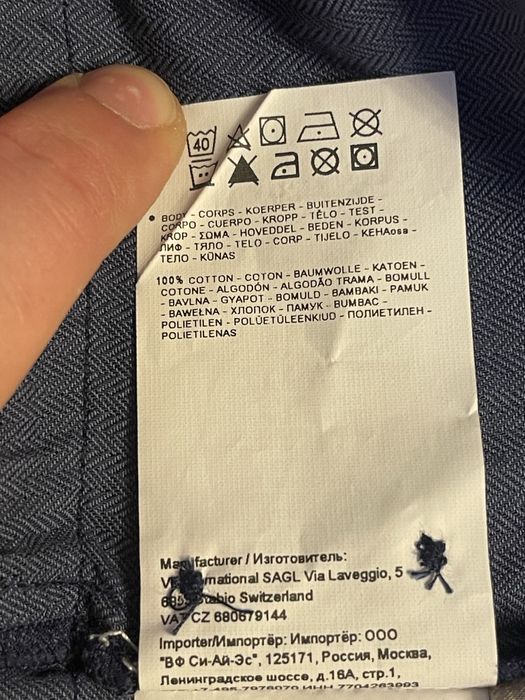 40
BODY - CORPS - KOERPER - BUITENZIJDE -
CORPO - CUERPO - KROPP - TĚLO - TEST -
KROP - ΣΩMA - HOVEDDEL - BEDEN - KORPUS -
ЛИФ - ТЯЛО - TELO - CORP - TIJELO - KEHAosa -
ТЕЛО - KŪNAS
100% COTTON - COTON - BAUMWOLLE - KATOEN -
COTONE - ALGODÓN - ALGODÃO TRAMA - BOMULL
- BAVLNA - GYAPOT - BOMULD - BAMBAKI - PAMUK
- BAWEŁNA - ХЛОПОК - ПАМУК - BUMBAC -
POLIETILEN - POLÜETÜLEENKIUD - ПОЛИЕТИЛЕН -
POLIETILENAS
Manufacturer / Изготовитель:
SAGL Via Laveggio, 5
Switzerland
VAT CZ 680679144
Importer/Импортёр: Импортёр: ООО
"ВФ Си-Ай-Эс", 125171, Россия, Москва,
Ленинградское шоссе, д.16А, стр.1,